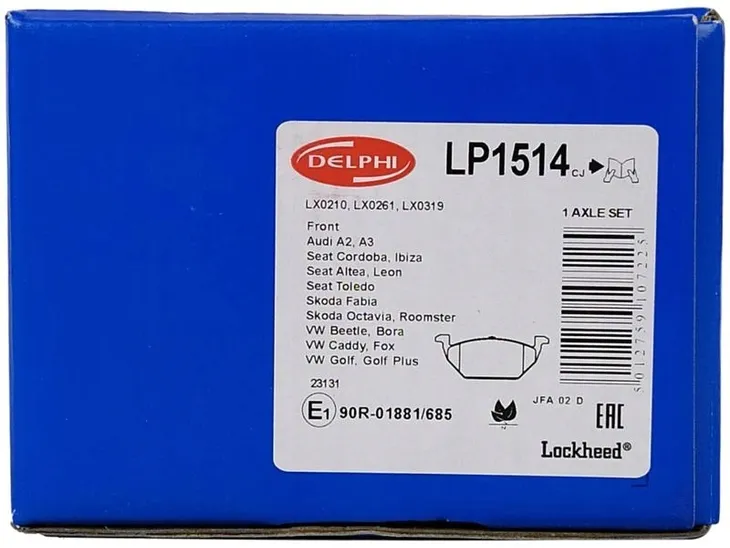 DELPHI
LP1514 CJ
LX0210, LX0261, LX0319
1 AXLE SET
Front
Audi A2, A3
Seat Cordoba, Ibiza
Seat Altea, Leon
Seat Toledo
Skoda Fabia
Skoda Octavia, Roomster
VW Beetle, Bora
VW Caddy, Fox
VW Golf, Golf Plus
5012759107225
23131
JFA 02 D
E1 90R-01881/685
EAC
Lockheed®